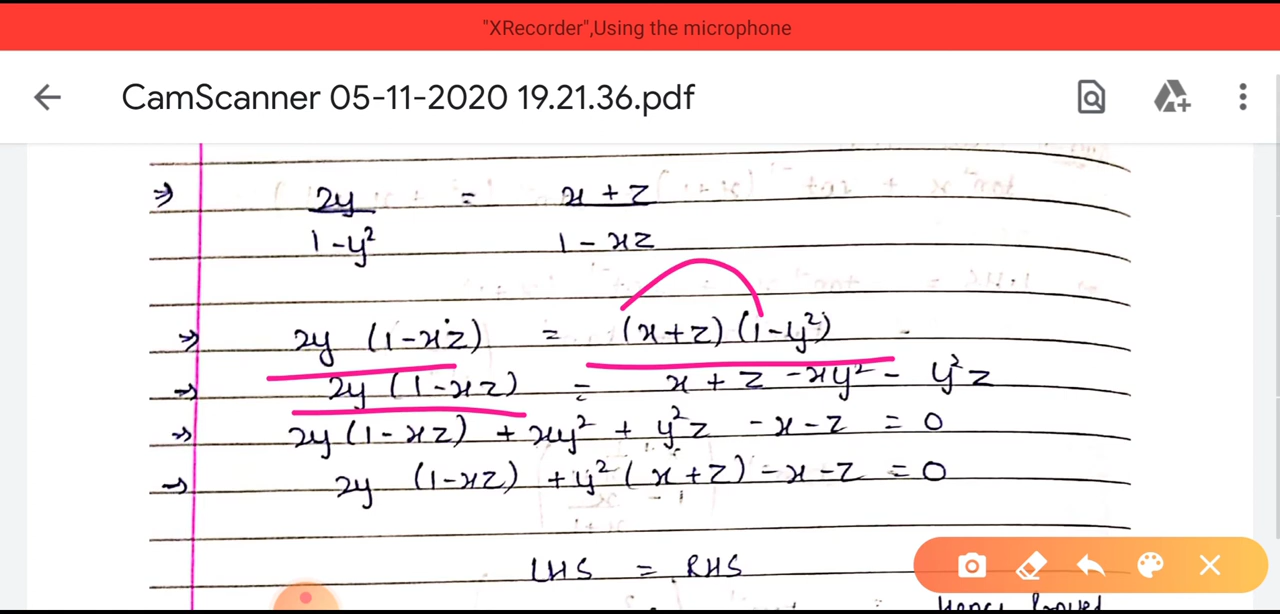 "XRecorder",Using the microphone
CamScanner 05-11-2020 19.21.36.pdf
⇒ 2y / 1-y² = x+z / 1-xz
⇒ 2y (1-xz) = (x+z) (1-y²)
⇒ 2y (1-xz) = x+z -xy² - y²z
⇒ 2y (1-xz) + xy² + y²z -x-z = 0
⇒ 2y (1-xz) +y² (x+z) -x-z = 0
LHS = RHS
Hence Proved